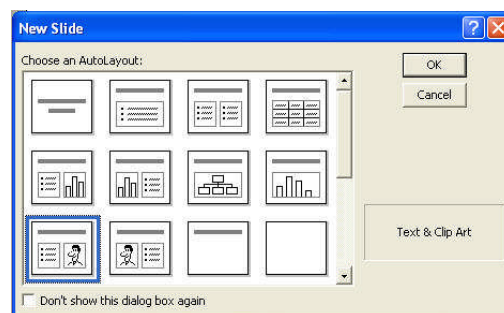 New Slide
Choose an AutoLayout:
OK
Cancel
Text & Clip Art
Don't show this dialog box again